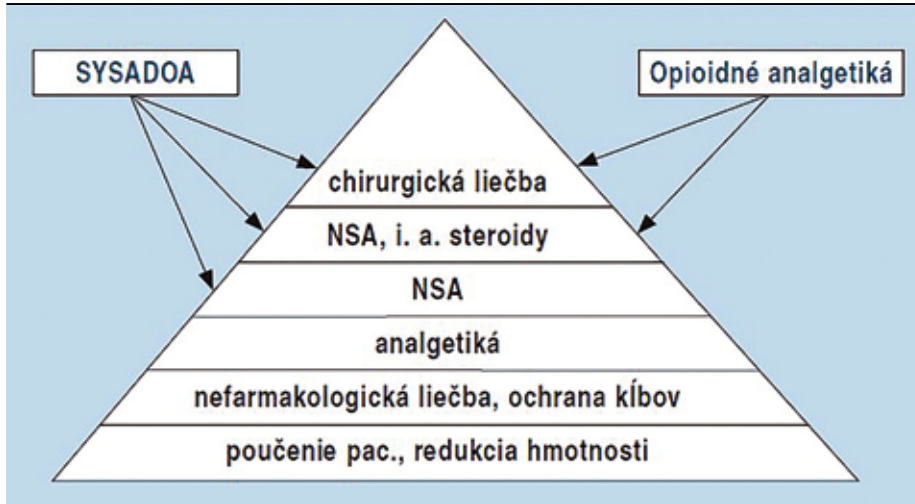 SYSADOA
Opioidné analgetiká
chirurgická liečba
NSA, i. a. steroidy
NSA
analgetiká
nefarmakologická liečba, ochrana kĺbov
poučenie pac., redukcia hmotnosti